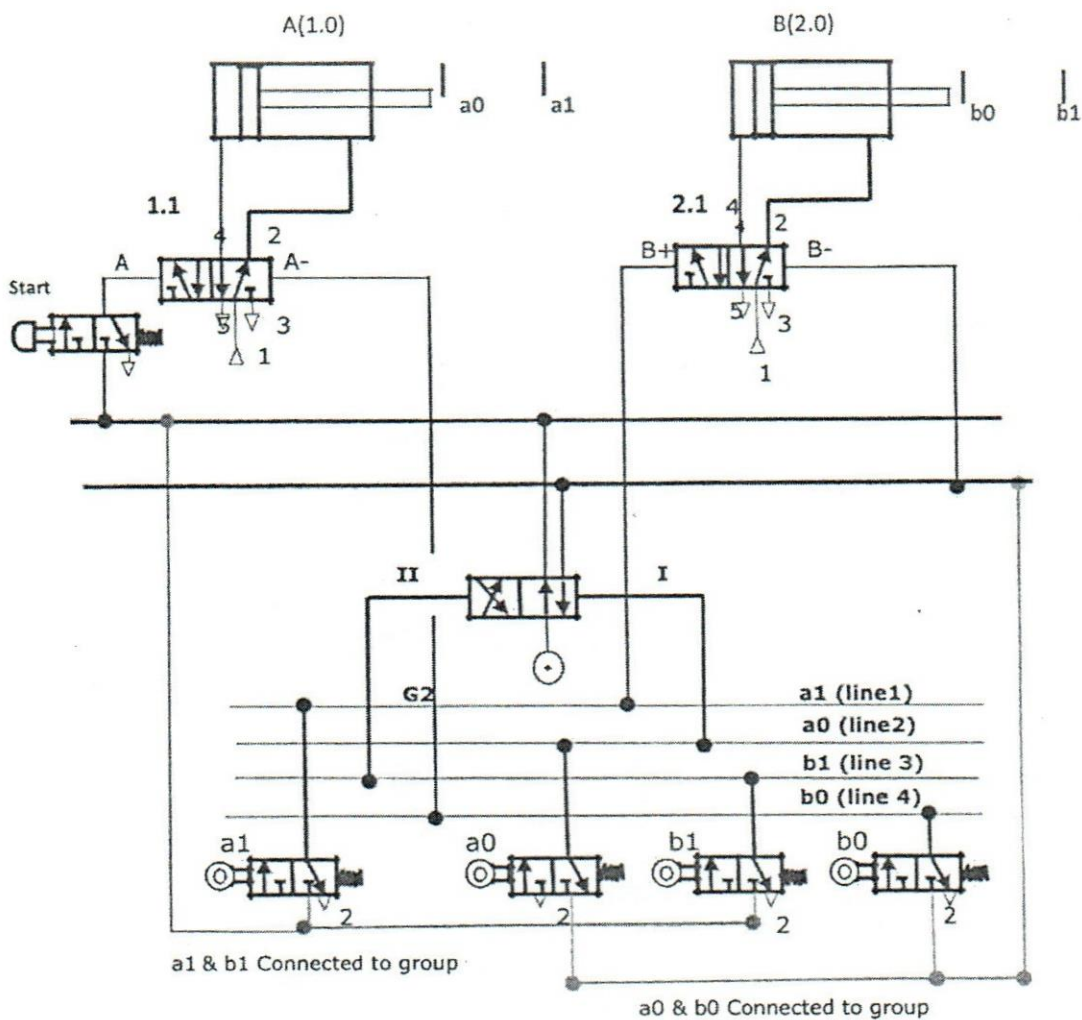 A(1.0)
B(2.0)
a0
a1
b0
b1
1.1
4
2
A
A-
Start
5
3
1
2.1
4
4
2
B+
B-
5
3
1
II
I
G2
a1 (line1)
a0 (line2)
b1 (line 3)
b0 (line 4)
a1
a0
b1
b0
2
2
2
2
a1 & b1 Connected to group
a0 & b0 Connected to group